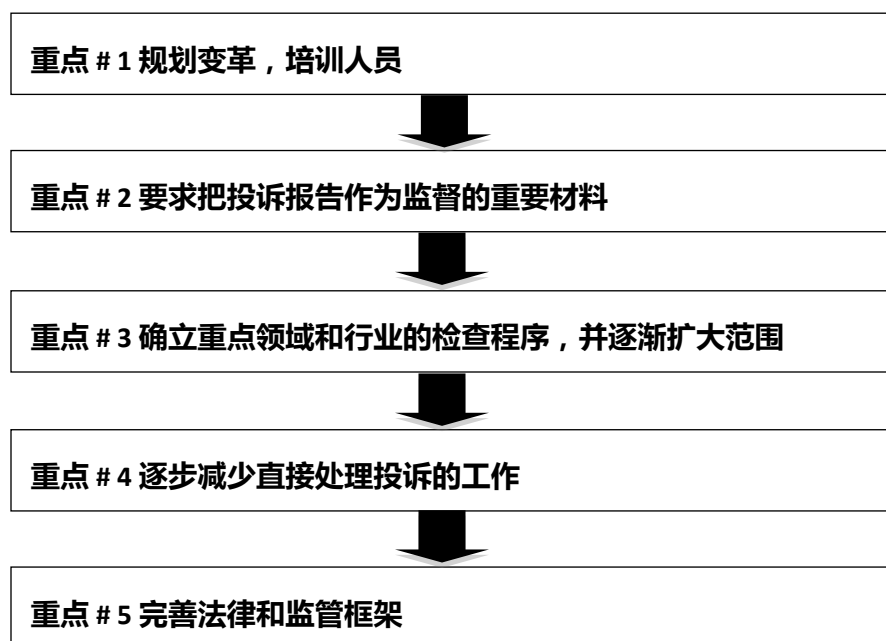 重点 # 1 规划变革，培训人员
重点 # 2 要求把投诉报告作为监督的重要材料
重点 # 3 确立重点领域和行业的检查程序，并逐渐扩大范围
重点 # 4 逐步减少直接处理投诉的工作
重点 # 5 完善法律和监管框架